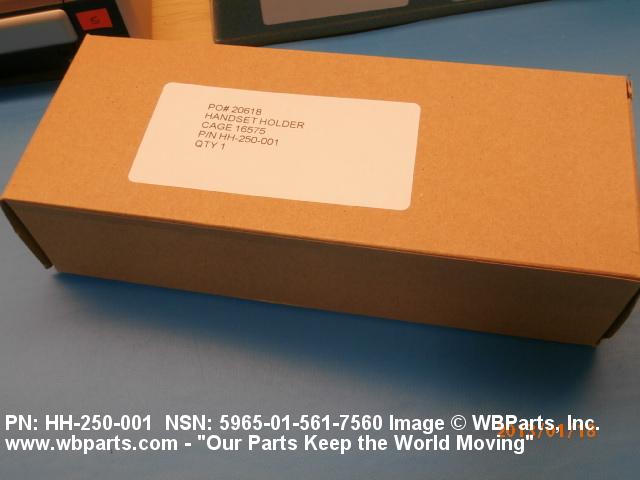 PO# 20618
HANDSET HOLDER
CAGE 16575
P/N HH-250-001
QTY 1
PN: HH-250-001 NSN: 5965-01-561-7560 Image © WBParts, Inc.
www.wbparts.com - "Our Parts Keep the World Moving"